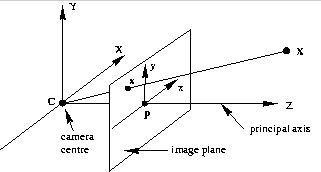 Y
X
y
X
x
x
C
p
Z
camera
centre
principal axis
image plane